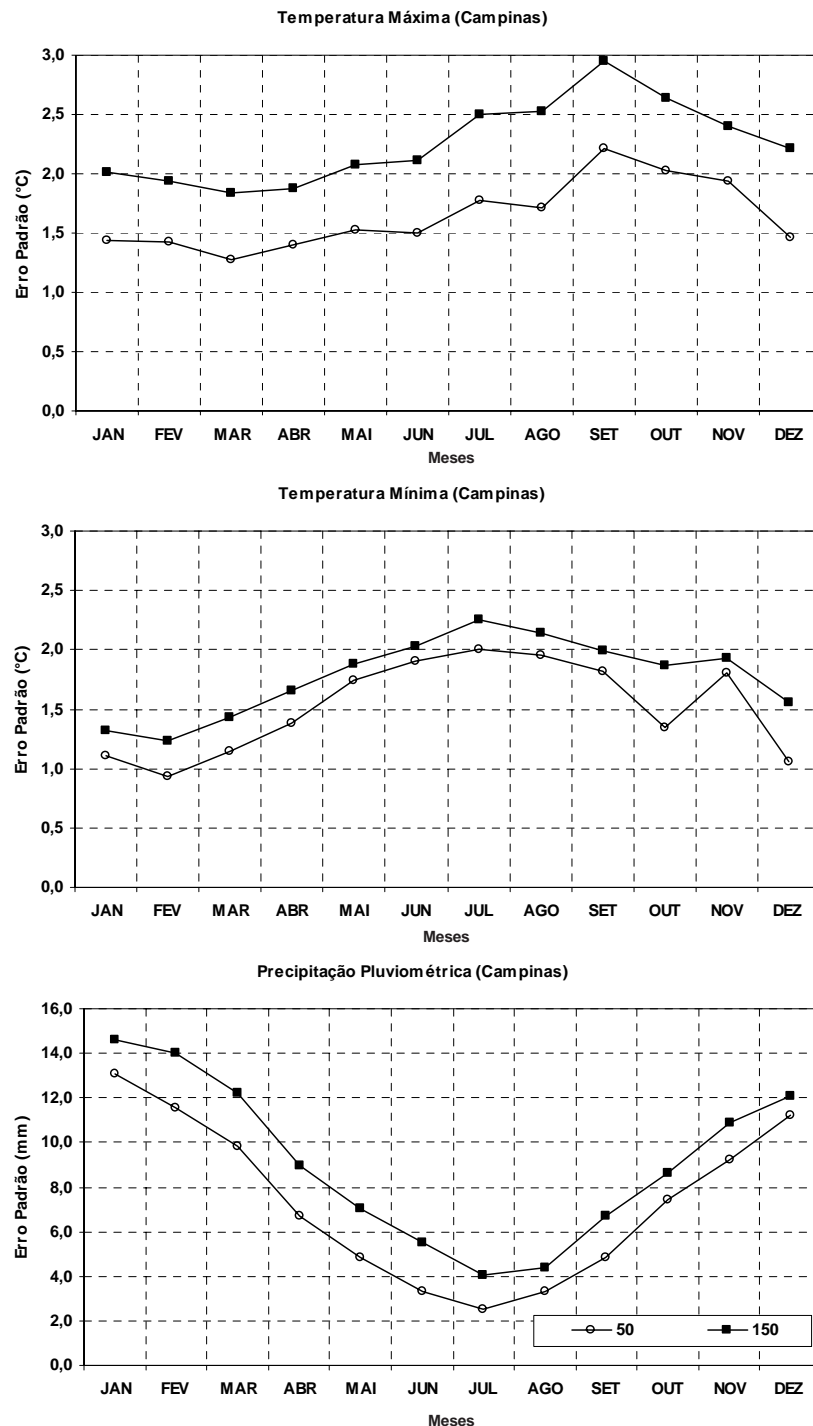 Temperatura Máxima (Campinas)
3,0
2,5
2,0
1,5
1,0
0,5
0,0
Erro Padrão (°C)
JAN FEV MAR ABR MAI JUN JUL AGO SET OUT NOV DEZ
Meses
Temperatura Mínima (Campinas)
3,0
2,5
2,0
1,5
1,0
0,5
0,0
Erro Padrão (°C)
JAN FEV MAR ABR MAI JUN JUL AGO SET OUT NOV DEZ
Meses
Precipitação Pluviométrica (Campinas)
16,0
14,0
12,0
10,0
8,0
6,0
4,0
2,0
0,0
Erro Padrão (mm)
50 150
JAN FEV MAR ABR MAI JUN JUL AGO SET OUT NOV DEZ
Meses